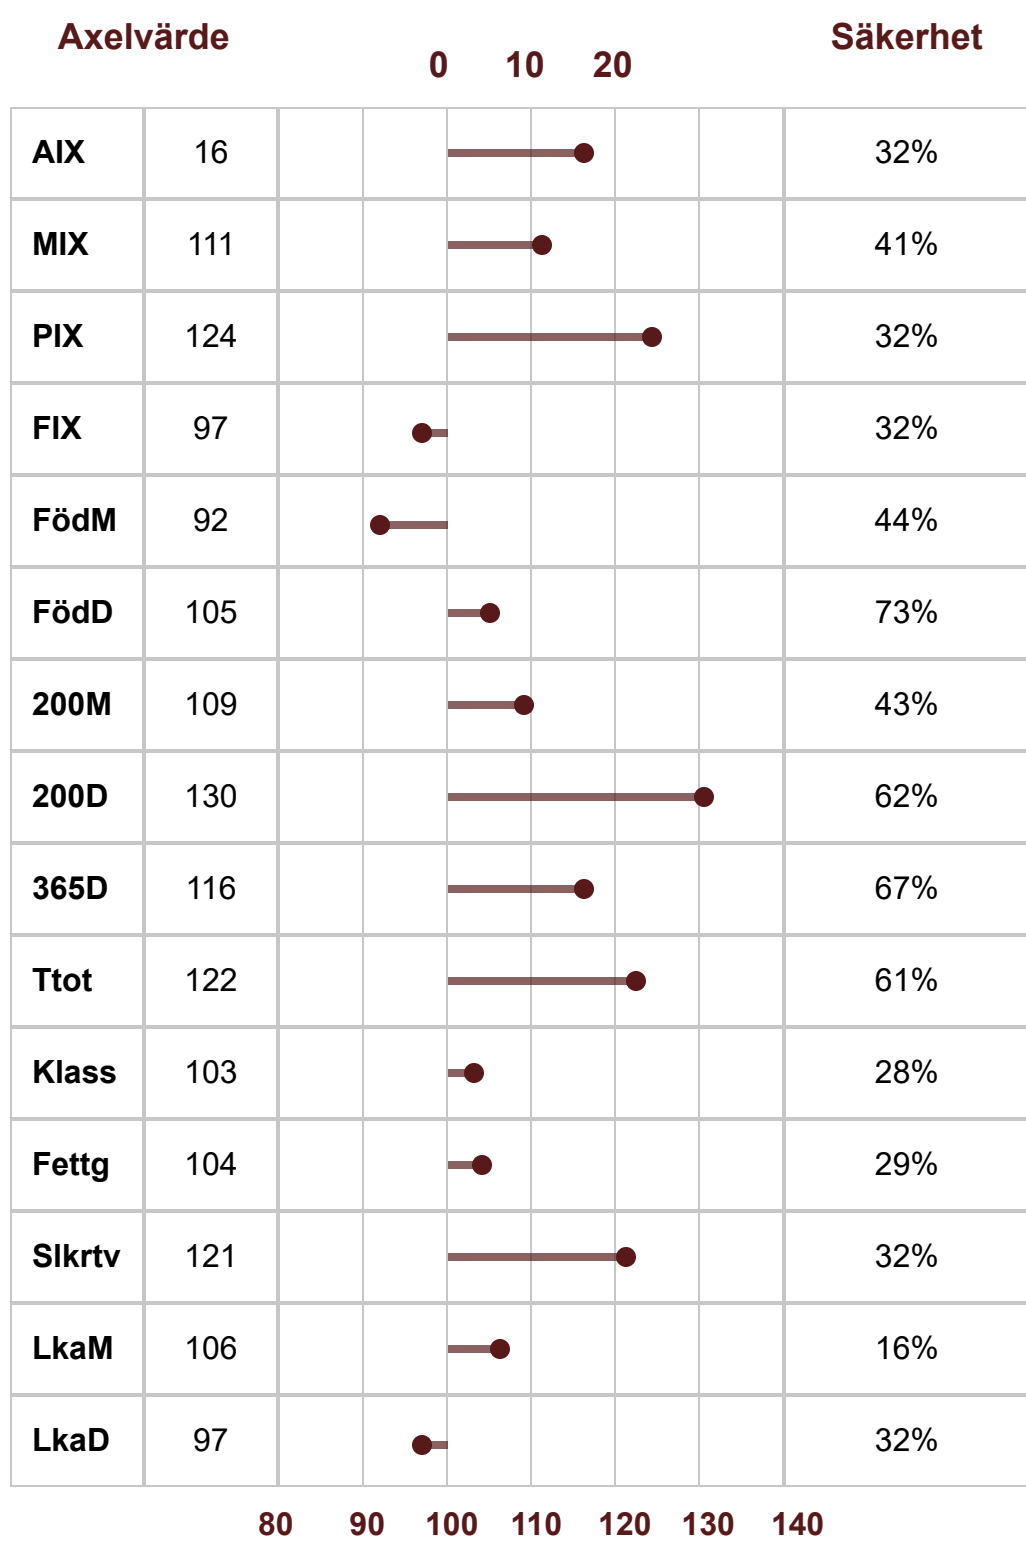 Axelvärde Säkerhet
0 10 20
AIX 16 32%
MIX 111 41%
PIX 124 32%
FIX 97 32%
FödM 92 44%
FödD 105 73%
200M 109 43%
200D 130 62%
365D 116 67%
Ttot 122 61%
Klass 103 28%
Fettg 104 29%
Slkrtv 121 32%
LkaM 106 16%
LkaD 97 32%
80 90 100 110 120 130 140